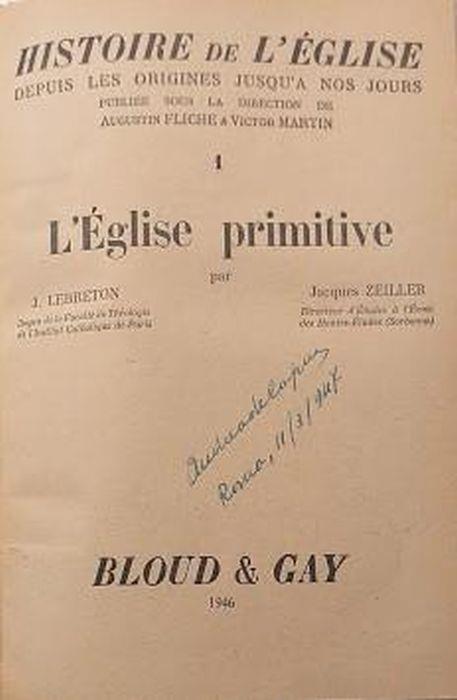 HISTOIRE DE L'ÉGLISE
DEPUIS LES ORIGINES JUSQU'A NOS JOURS
PUBLIÉE SOUS LA DIRECTION DE
AUGUSTIN FLICHE & VICTOR MARTIN
1
L'Église primitive
par
J. LEBRETON
Doyen de la Faculté de Théologie
de l'Institut Catholique de Paris
Jacques ZEILLER
Directeur d'Études à l'École
des Hautes-Études (Sorbonne)
Roma, 11/3/947
BLOUD & GAY
1946